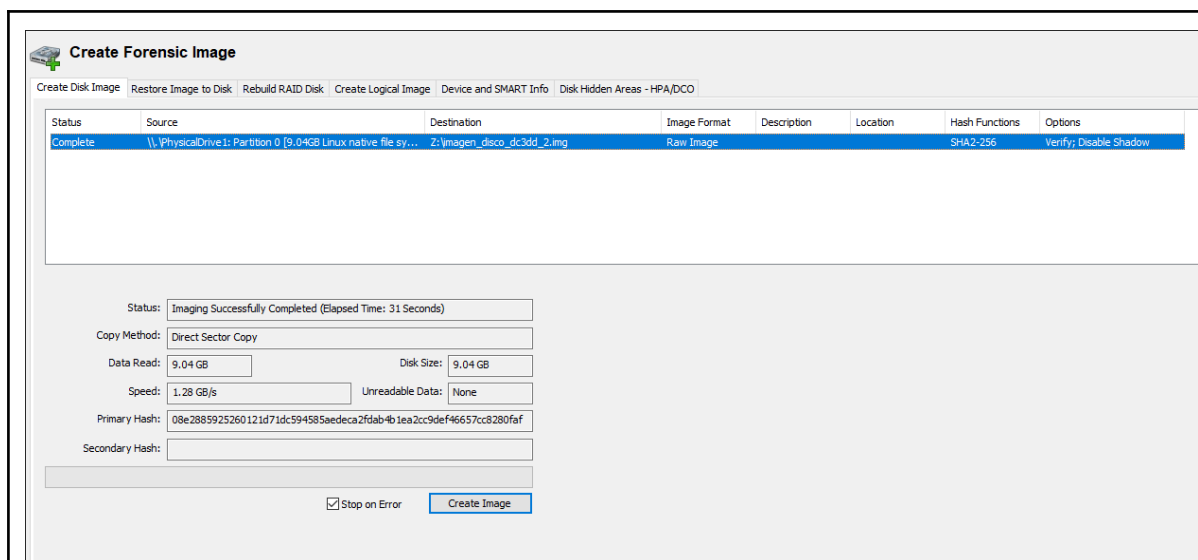 Create Forensic Image
Create Disk Image Restore Image to Disk Rebuild RAID Disk Create Logical Image Device and SMART Info Disk Hidden Areas - HPA/DCO
Status Source Destination Image Format Description Location Hash Functions Options
Complete \\.\PhysicalDrive1: Partition 0 [9.04GB Linux native file sy... Z:\imagen_disco_dc3dd_2.img Raw Image SHA2-256 Verify; Disable Shadow
Status: Imaging Successfully Completed (Elapsed Time: 31 Seconds)
Copy Method: Direct Sector Copy
Data Read: 9.04 GB Disk Size: 9.04 GB
Speed: 1.28 GB/s Unreadable Data: None
Primary Hash: 08e2885925260121d71dc594585aedeca2fdab4b1ea2cc9def46657cc8280faf
Secondary Hash:
Stop on Error Create Image